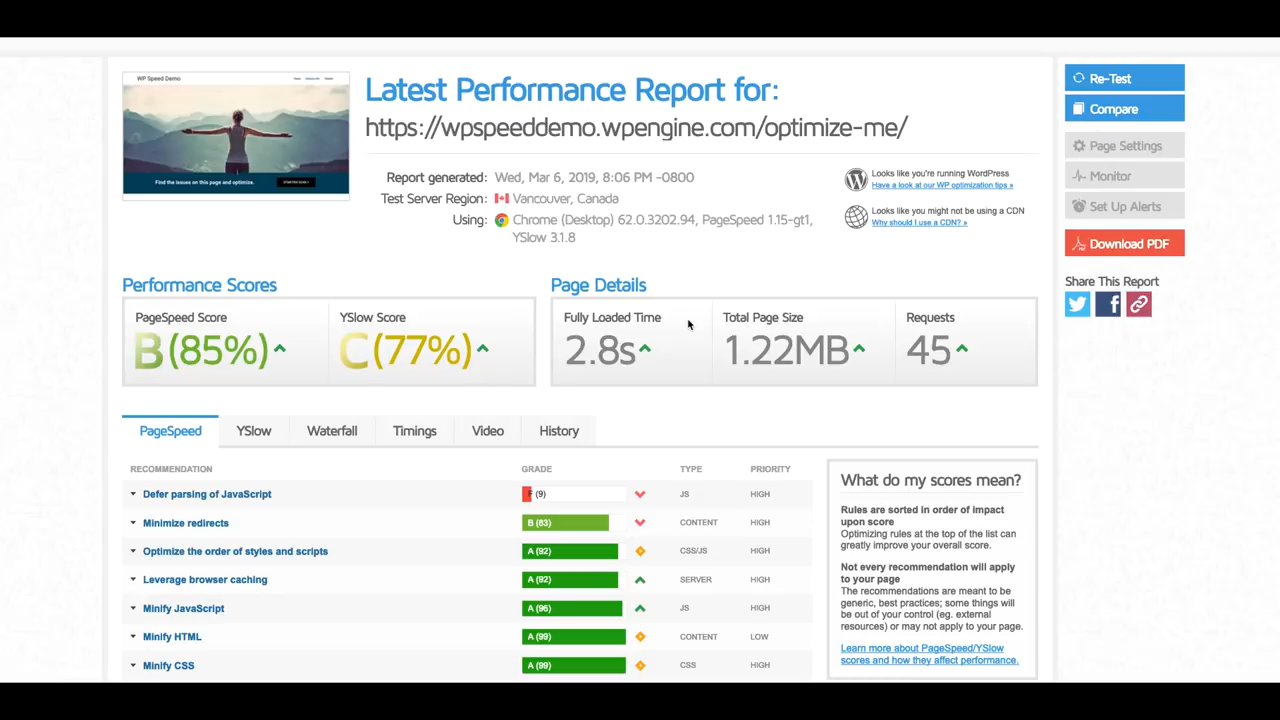 WP Speed Demo
Find the issues on this page and optimize.
Latest Performance Report for:
https://wpspeeddemo.wpengine.com/optimize-me/
Report generated: Wed, Mar 6, 2019, 8:06 PM -0800
Test Server Region: Vancouver, Canada
Using: Chrome (Desktop) 62.0.3202.94, PageSpeed 1.15-gt1,
YSlow 3.1.8
Looks like you're running WordPress
Have a look at our WP optimization tips »
Looks like you might not be using a CDN
Why should I use a CDN? »
Re-Test
Compare
Page Settings
Monitor
Set Up Alerts
Download PDF
Share This Report
Performance Scores
PageSpeed Score
B(85%)
YSlow Score
C(77%)
Page Details
Fully Loaded Time
2.8s
Total Page Size
1.22MB
Requests
45
PageSpeed YSlow Waterfall Timings Video History
RECOMMENDATION GRADE TYPE PRIORITY
Defer parsing of JavaScript F (9) JS HIGH
Minimize redirects B (83) CONTENT HIGH
Optimize the order of styles and scripts A (92) CSS/JS HIGH
Leverage browser caching A (92) SERVER HIGH
Minify JavaScript A (96) JS HIGH
Minify HTML A (99) CONTENT LOW
Minify CSS A (99) CSS HIGH
What do my scores mean?
Rules are sorted in order of impact
upon score
Optimizing rules at the top of the list can
greatly improve your overall score.
Not every recommendation will apply
to your page
The recommendations are meant to be
generic, best practices; some things will
be out of your control (eg. external
resources) or may not apply to your page.
Learn more about PageSpeed/YSlow
scores and how they affect performance.